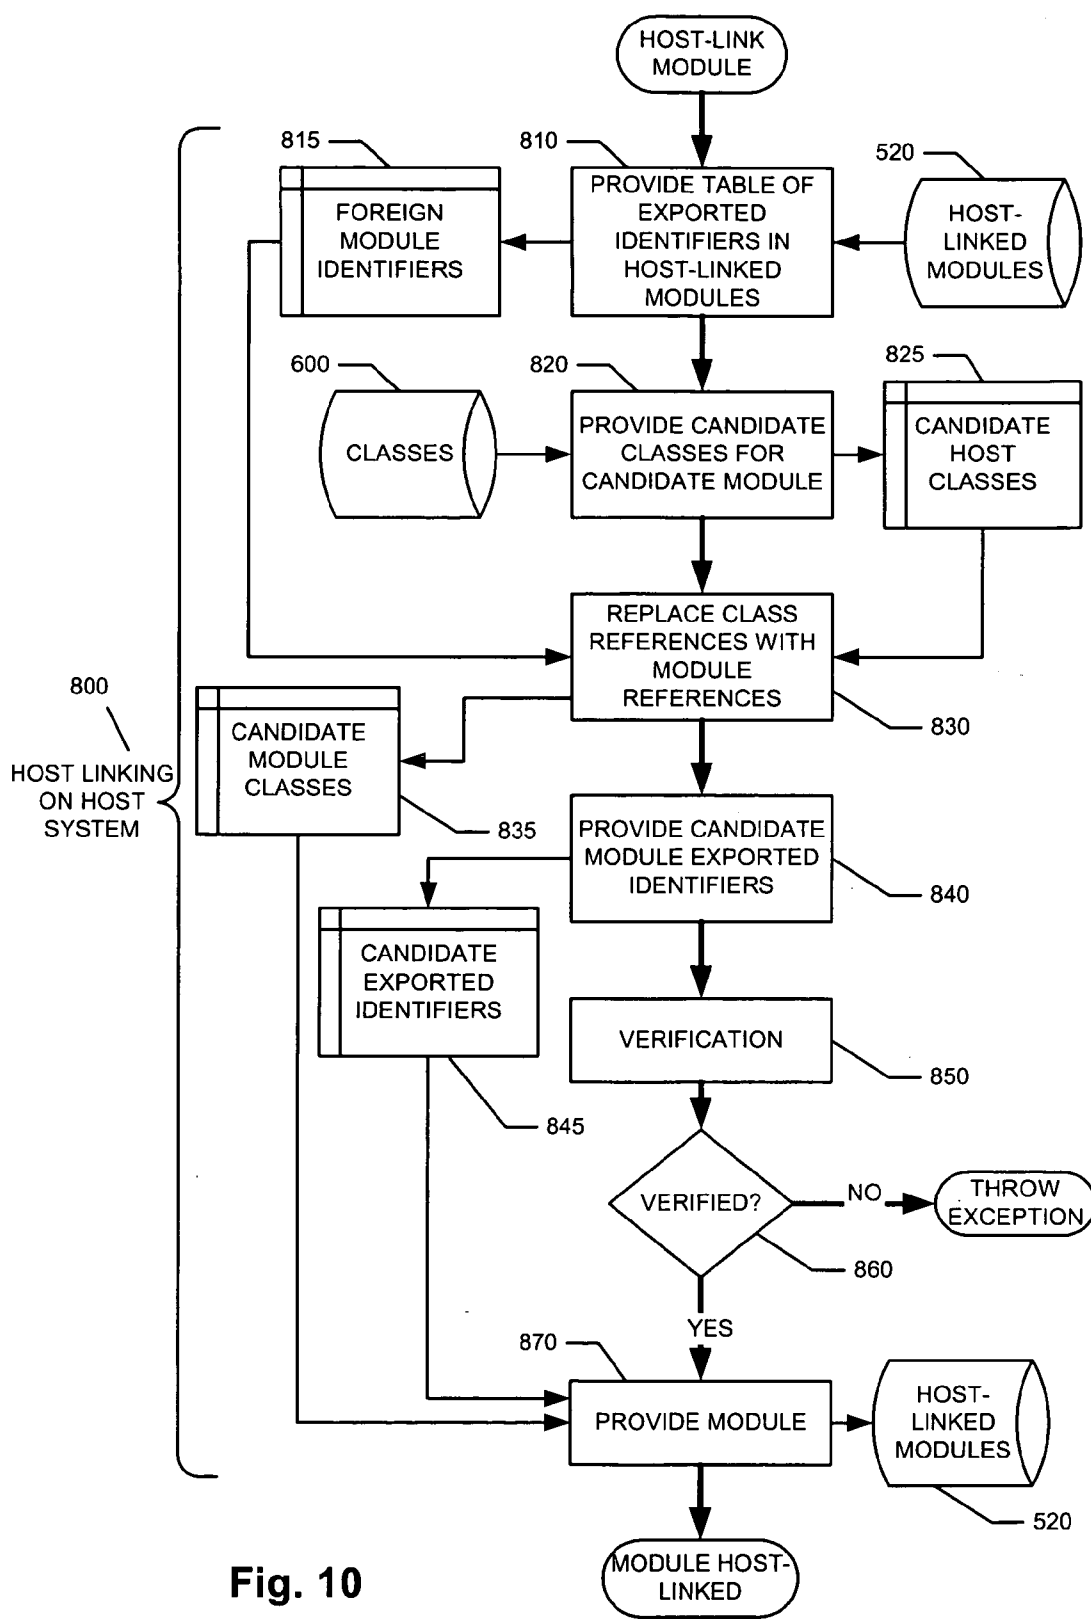 HOST-LINK
MODULE
815
810
520
FOREIGN
MODULE
IDENTIFIERS
PROVIDE TABLE OF
EXPORTED
IDENTIFIERS IN
HOST-LINKED
MODULES
HOST-
LINKED
MODULES
600
820
825
CLASSES
PROVIDE CANDIDATE
CLASSES FOR
CANDIDATE MODULE
CANDIDATE
HOST
CLASSES
REPLACE CLASS
REFERENCES WITH
MODULE
REFERENCES
830
800
HOST LINKING
ON HOST
SYSTEM
CANDIDATE
MODULE
CLASSES
835
PROVIDE CANDIDATE
MODULE EXPORTED
IDENTIFIERS
840
CANDIDATE
EXPORTED
IDENTIFIERS
845
VERIFICATION
850
VERIFIED?
NO
THROW
EXCEPTION
860
YES
870
PROVIDE MODULE
HOST-
LINKED
MODULES
520
MODULE HOST-
LINKED
Fig. 10